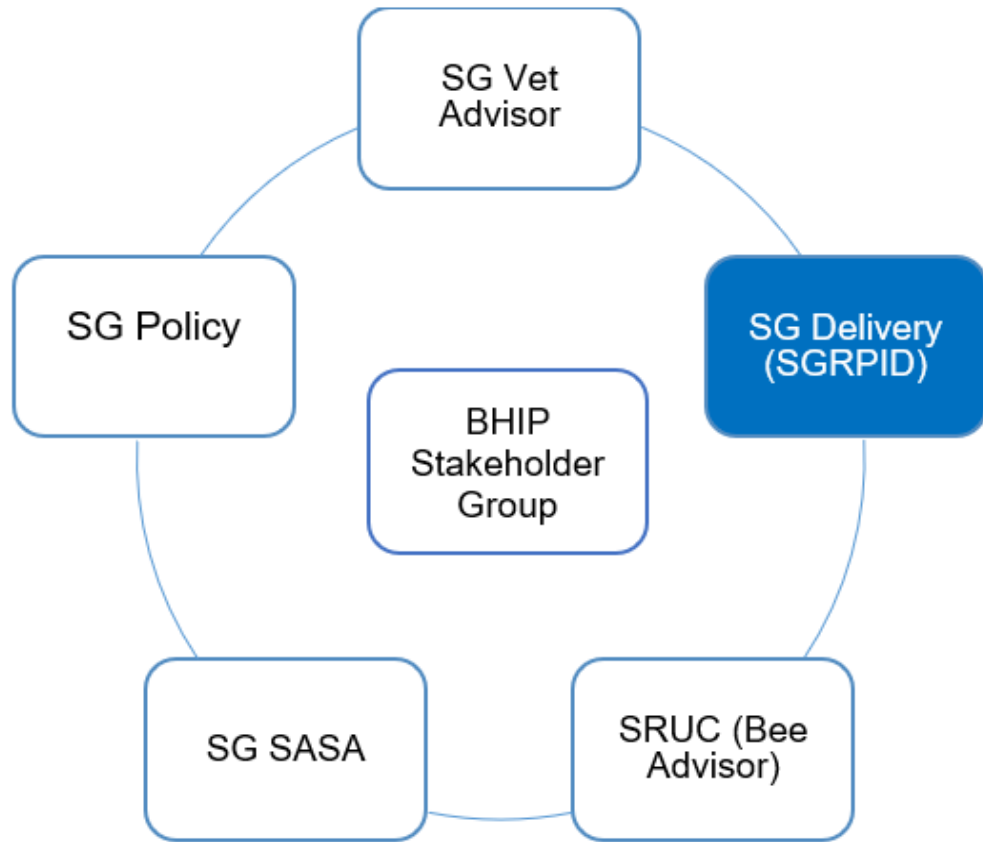 SG Vet
Advisor
SG Policy
SG Delivery
(SGRPID)
BHIP
Stakeholder
Group
SG SASA
SRUC (Bee
Advisor)